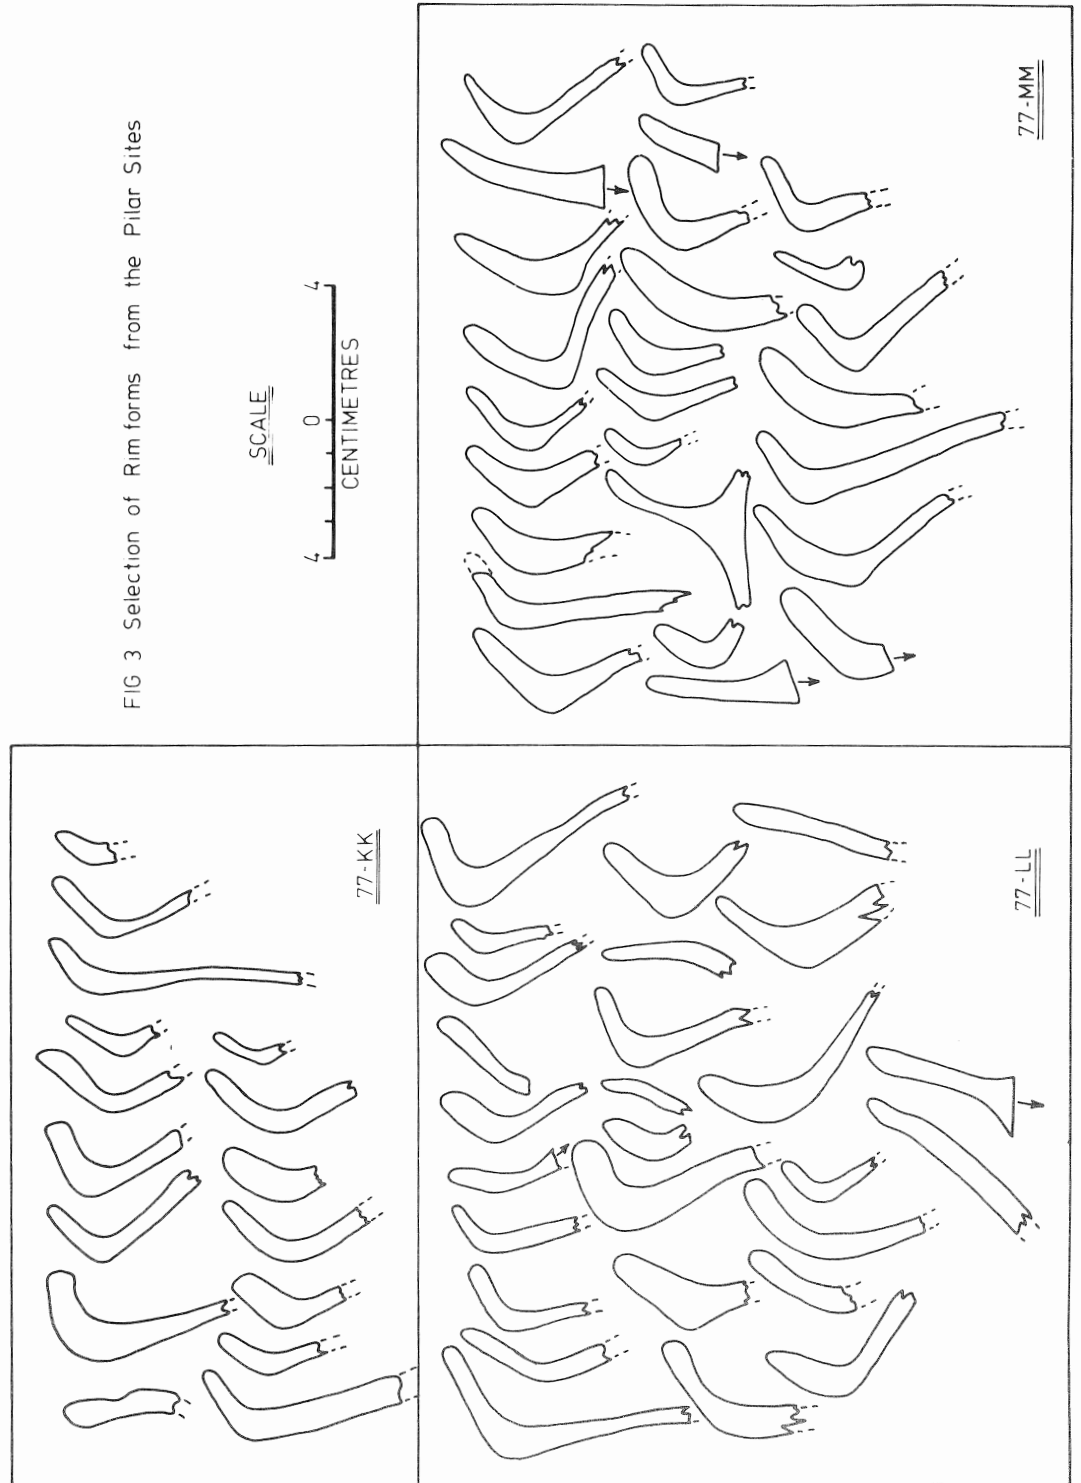 FIG 3 Selection of Rim forms from the Pilar Sites
SCALE
4 0 4
CENTIMETRES
77-KK
77-LL
77-MM